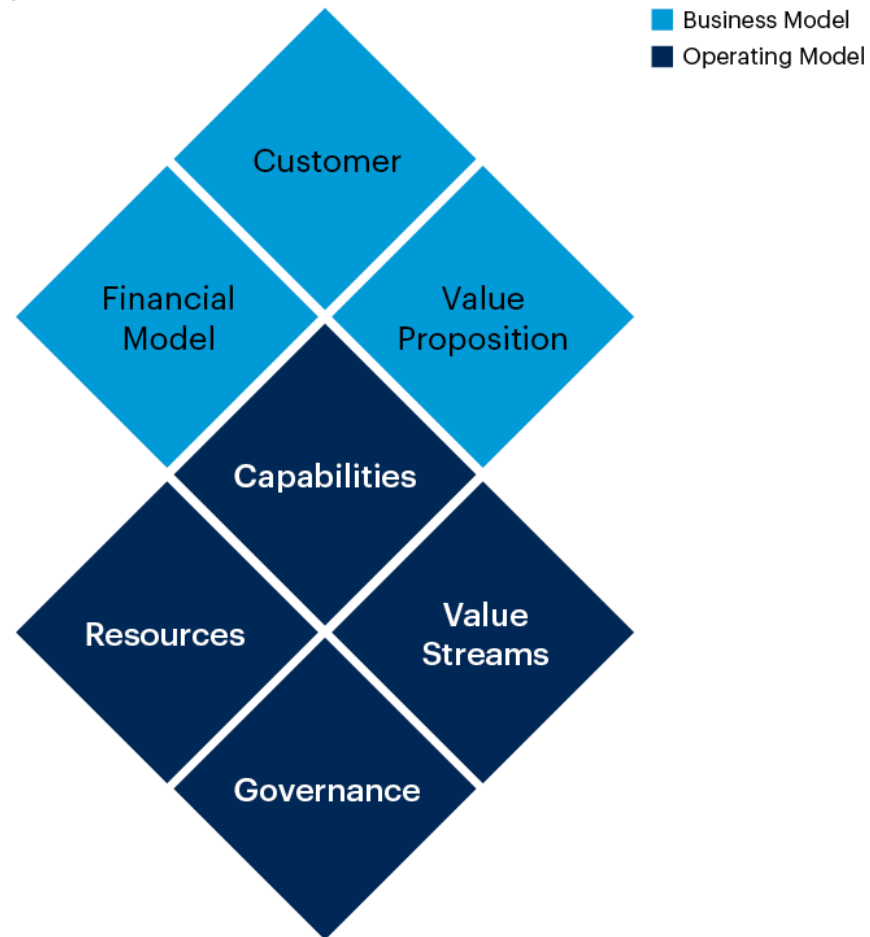 Business Model
Operating Model
Customer
Financial
Model
Value
Proposition
Capabilities
Resources
Value
Streams
Governance